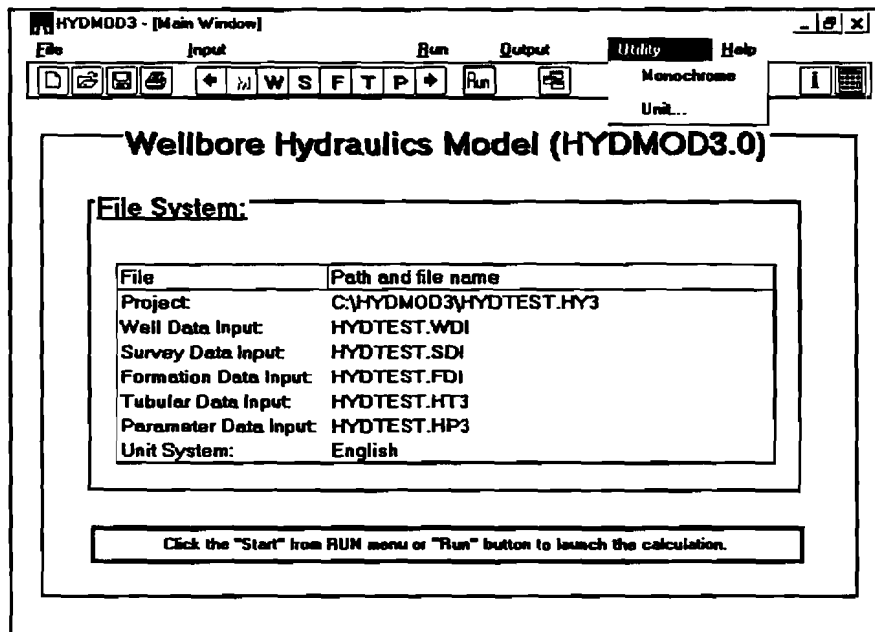 HYDMOD3 - [Main Window]
File Input Run Output Utility Help
W S F T P Run i
Monochrome
Unit...
Wellbore Hydraulics Model (HYDMOD3.0)
File System:
File Path and file name
Project: C:\HYDMOD3\HYDTEST.HY3
Well Data Input: HYDTEST.WDI
Survey Data Input: HYDTEST.SDI
Formation Data Input: HYDTEST.FDI
Tubular Data Input: HYDTEST.HT3
Parameter Data Input: HYDTEST.HP3
Unit System: English
Click the "Start" from RUN menu or "Run" button to launch the calculation.